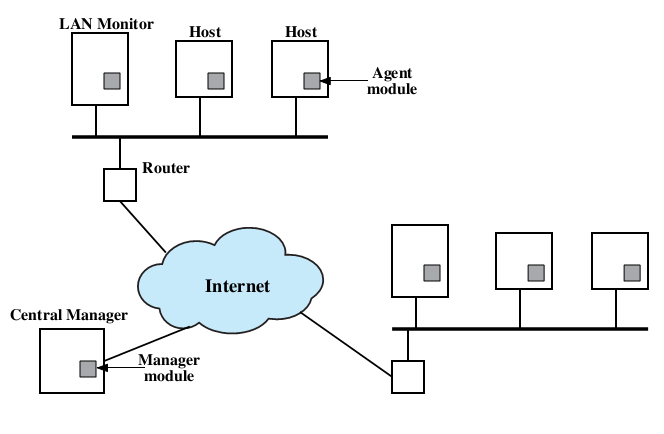 LAN Monitor
Host
Host
Agent
module
Router
Internet
Central Manager
Manager
module